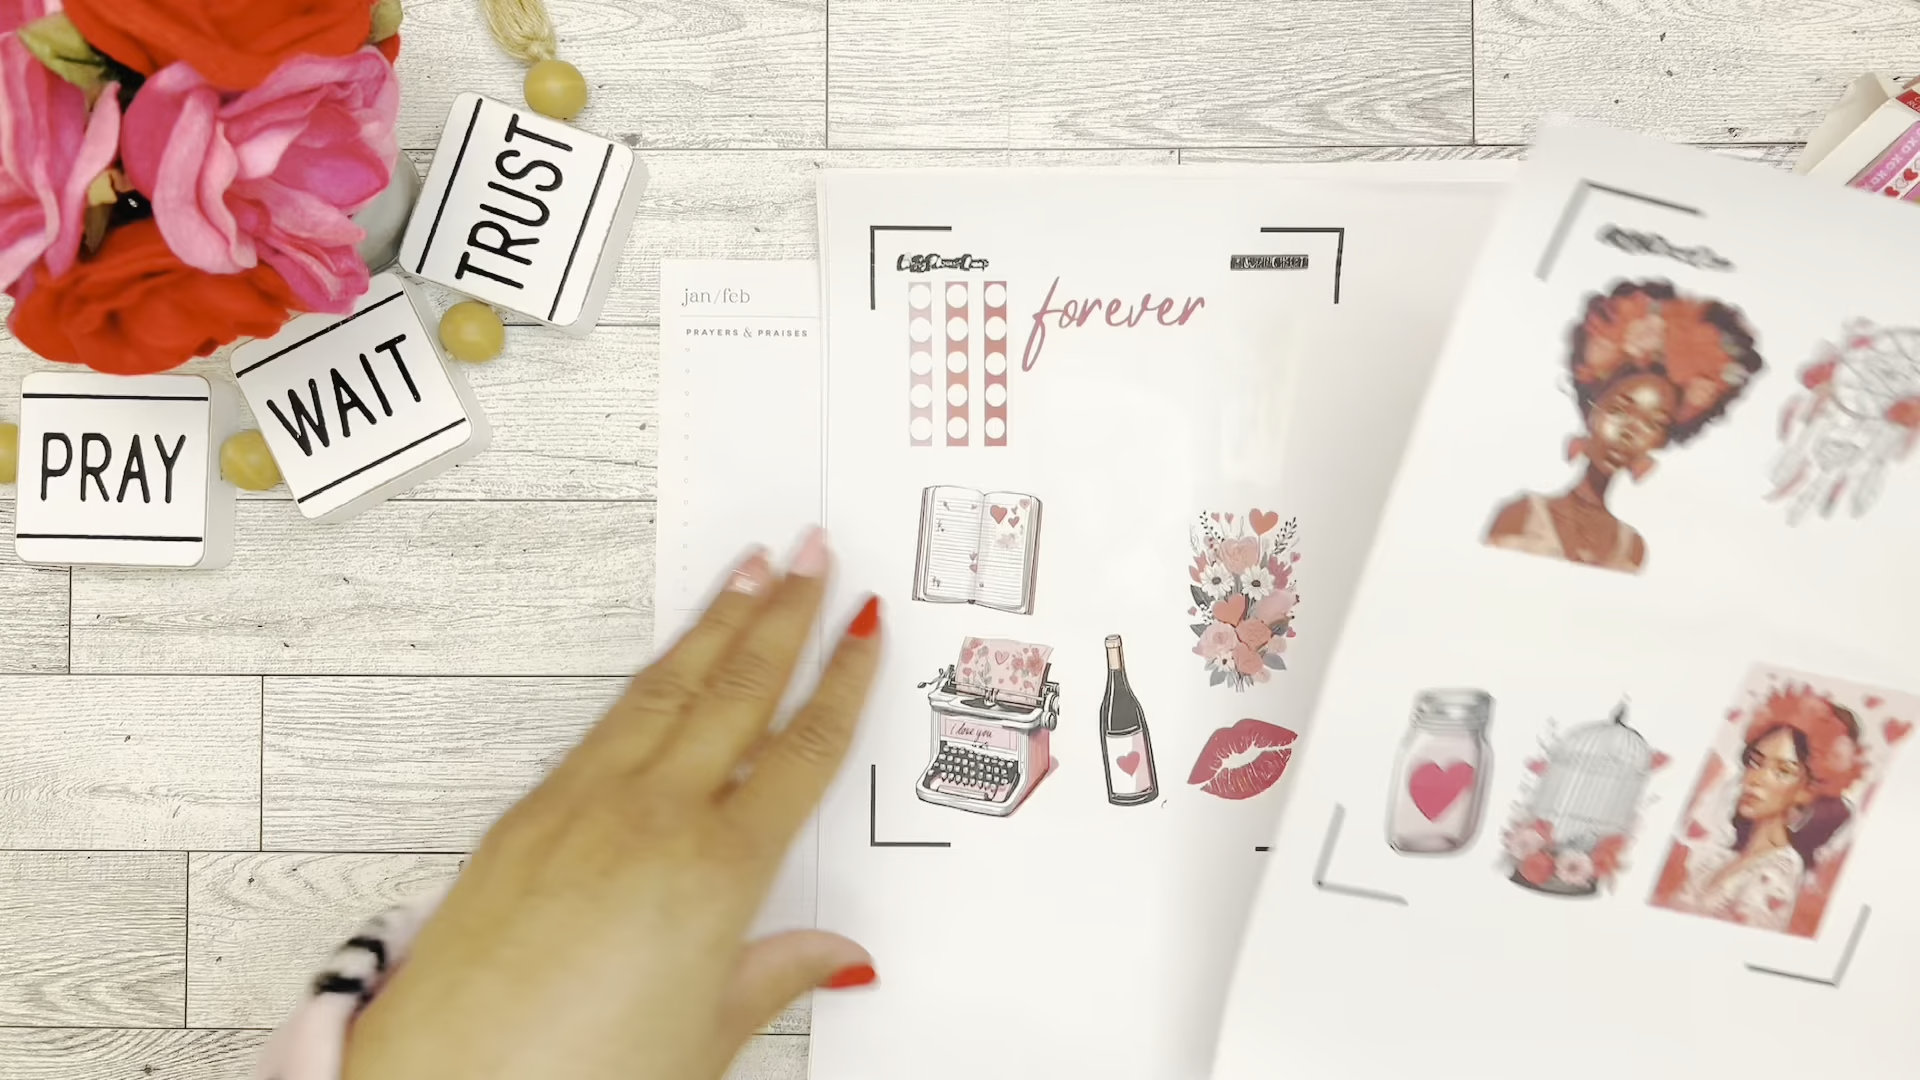 TRUST
WAIT
PRAY
jan/feb
PRAYERS & PRAISES
forever
I love you